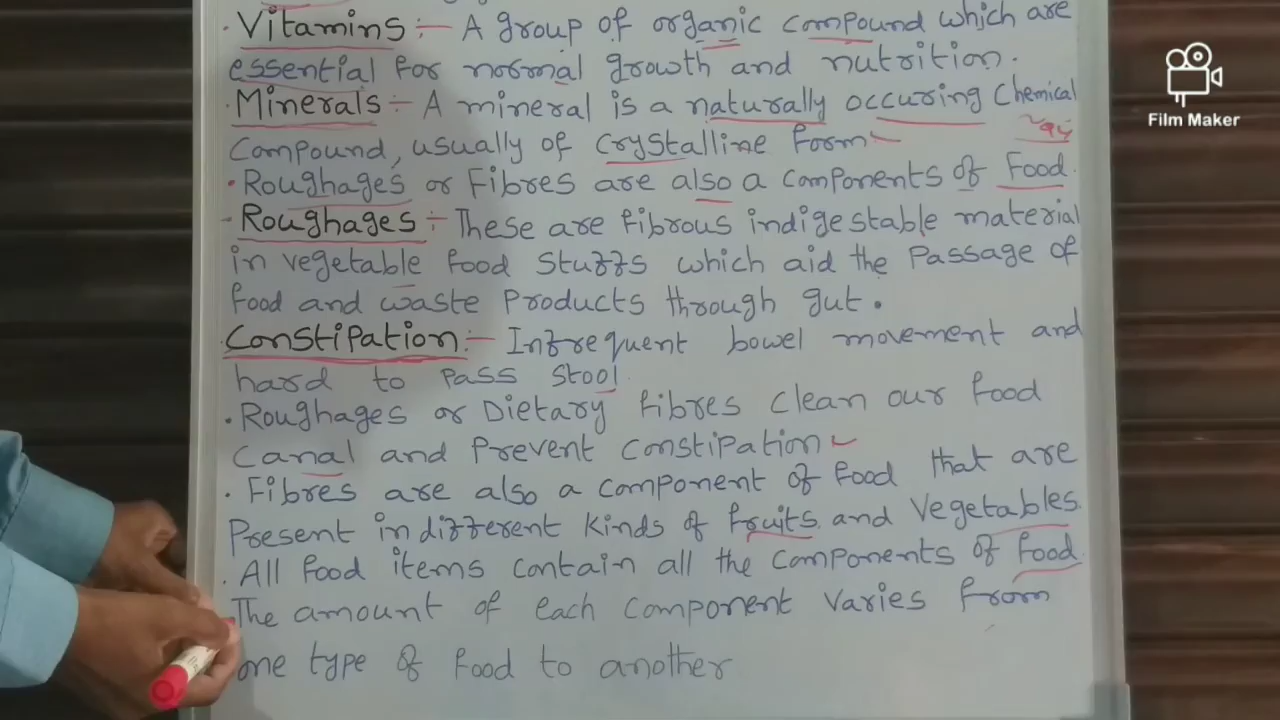 · Vitamins :- A group of organic compound which are
essential for normal growth and nutrition.
· Minerals :- A mineral is a naturally occuring Chemical
Compound, usually of crystalline form
· Roughages or Fibres are also a components of Food
- Roughages :- These are fibrous indigestable material
in vegetable food stuffs which aid the Passage of
food and waste Products through gut.
Constipation :- Infrequent bowel movement and
hard to pass stool
· Roughages or Dietary fibres clean our food
Canal and Prevent constipation
· Fibres are also a component of food that are
Present in different kinds of fruits and vegetables
· All food items contain all the components of food
The amount of each component varies from
one type of food to another
Film Maker